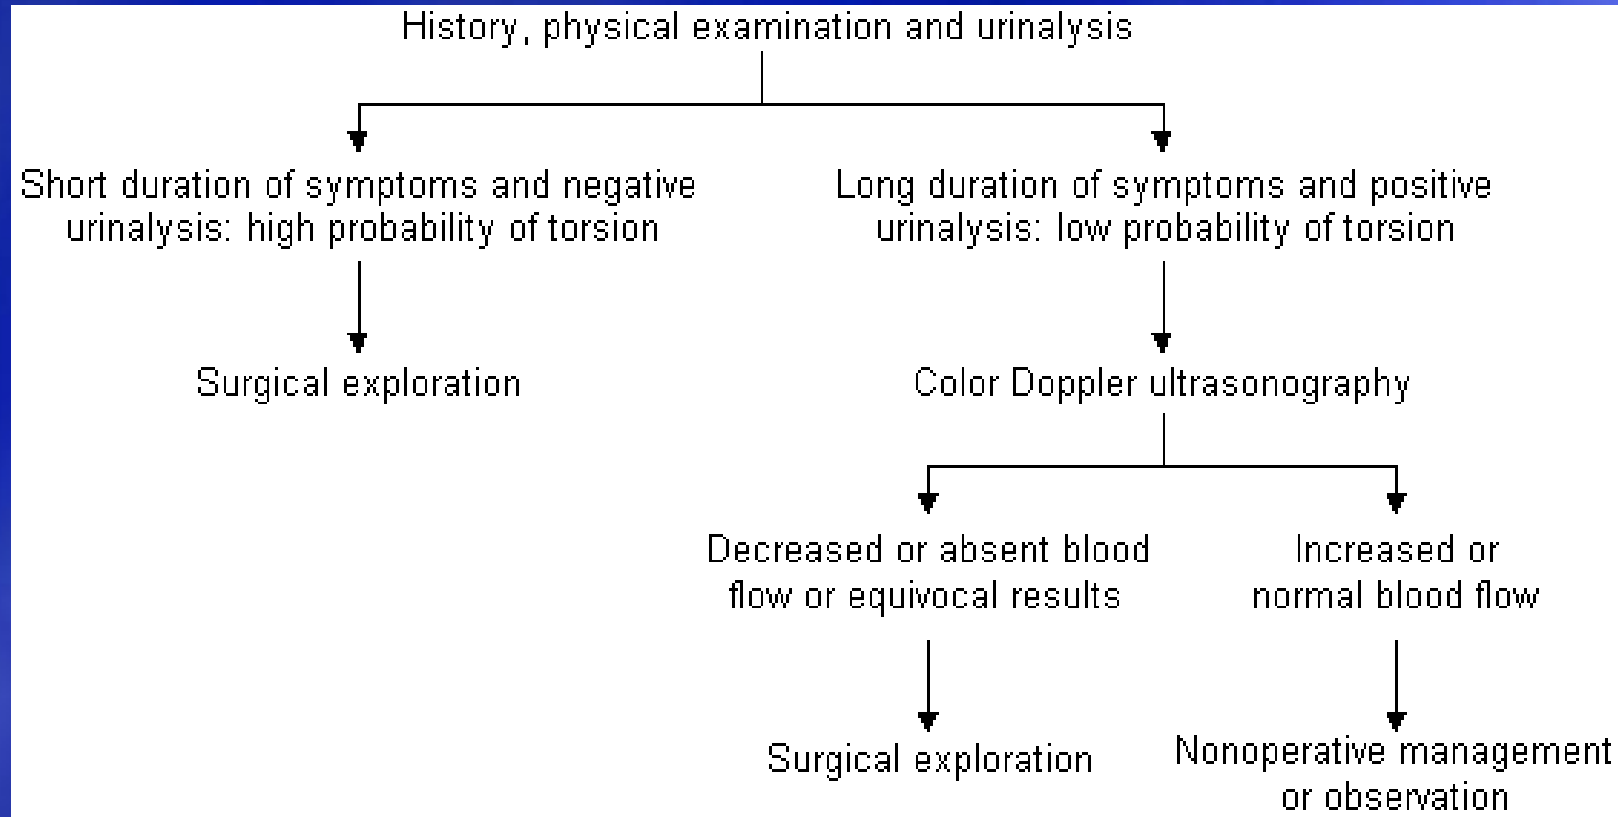 History, physical examination and urinalysis
Short duration of symptoms and negative
urinalysis: high probability of torsion
Long duration of symptoms and positive
urinalysis: low probability of torsion
Surgical exploration
Color Doppler ultrasonography
Decreased or absent blood
flow or equivocal results
Increased or
normal blood flow
Surgical exploration
Nonoperative management
or observation